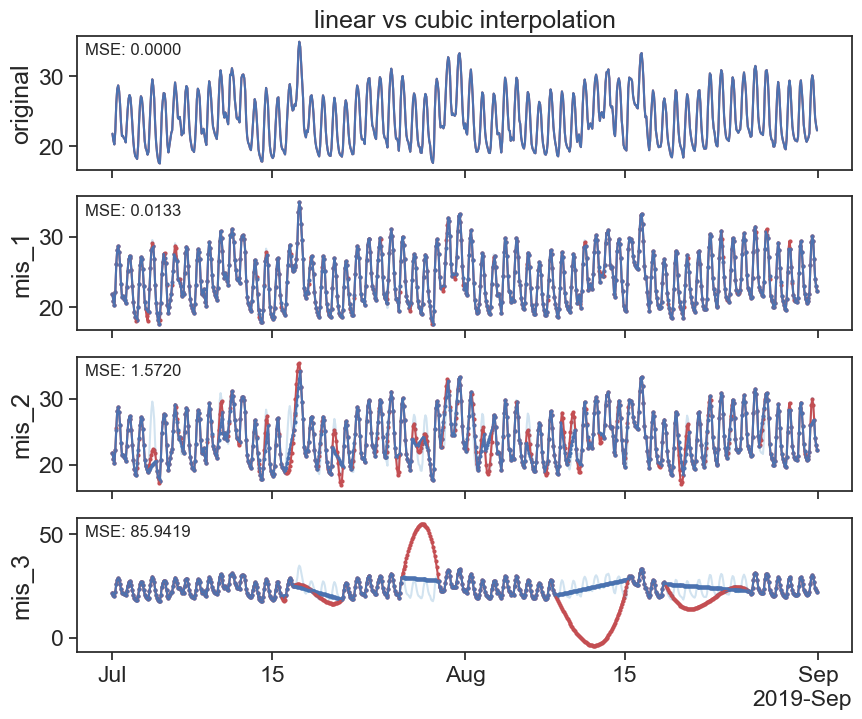 linear vs cubic interpolation
original
30
20
MSE: 0.0000
mis_1
30
20
MSE: 0.0133
mis_2
30
20
MSE: 1.5720
mis_3
50
0
MSE: 85.9419
Jul 15 Aug 15 Sep
2019-Sep